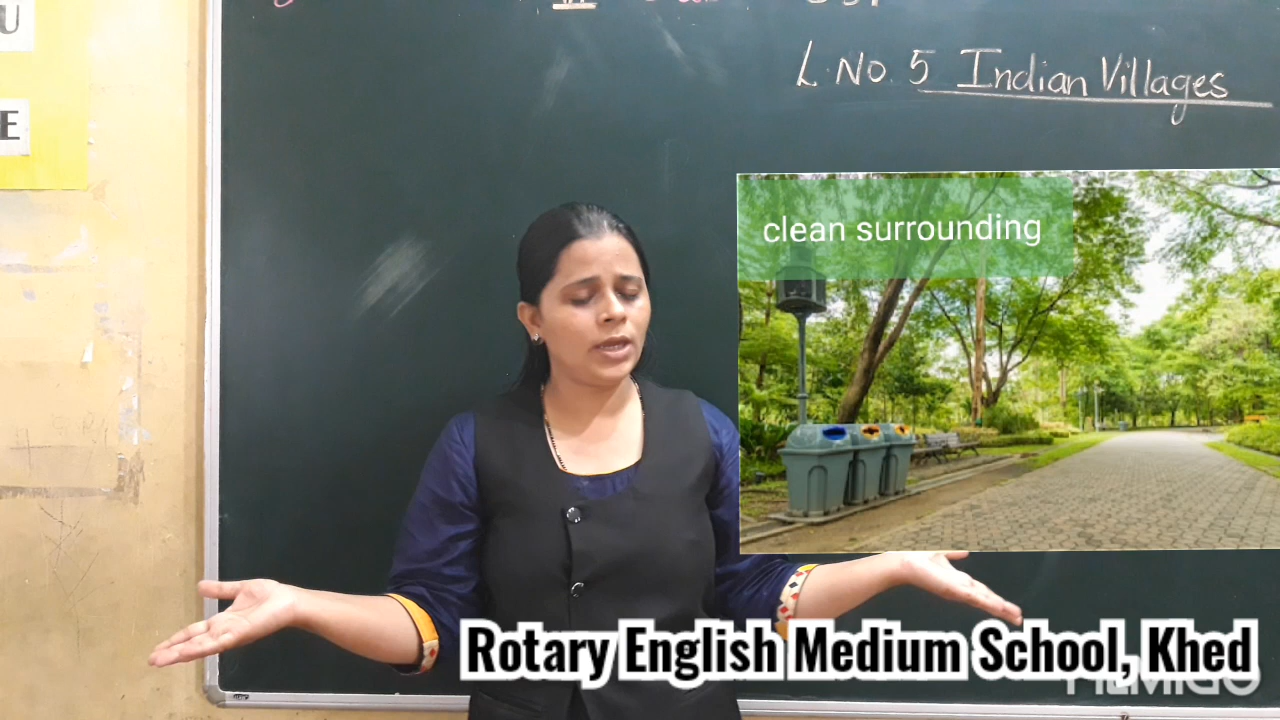 U
E
L.No. 5 Indian Villages
clean surrounding
Rotary English Medium School, Khed